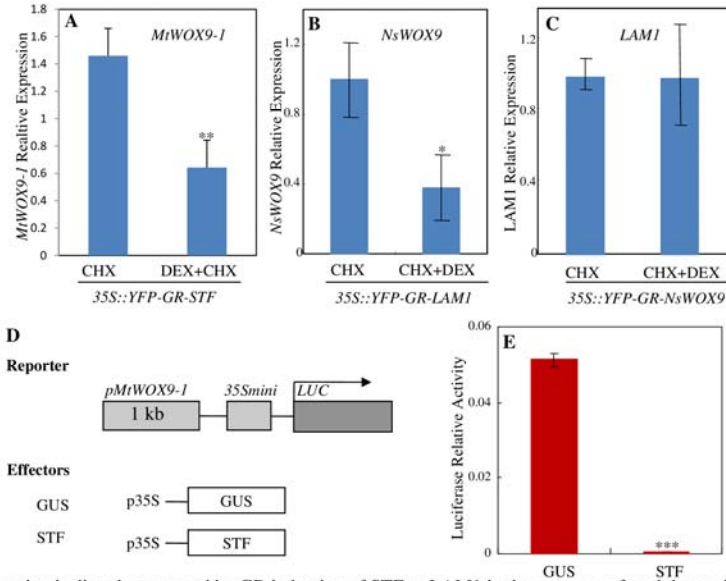 A
MtWOX9-1
MtWOX9-1 Realtive Expression
1.8
1.6
1.4
1.2
1
0.8
0.6
0.4
0.2
0
**
CHX
DEX+CHX
35S::YFP-GR-STF
B
NsWOX9
NsWOX9 Relative Expression
1.2
0.8
0.4
0
*
CHX
CHX+DEX
35S::YFP-GR-LAM1
C
LAM1
LAM1 Relative Expression
1.2
0.8
0.4
0
CHX
CHX+DEX
35S::YFP-GR-NsWOX9
D
Reporter
pMtWOX9-1
35Smini
LUC
1 kb
Effectors
GUS
p35S
GUS
STF
p35S
STF
E
Luciferase Relative Activity
0.06
0.04
0.02
0
***
GUS
STF